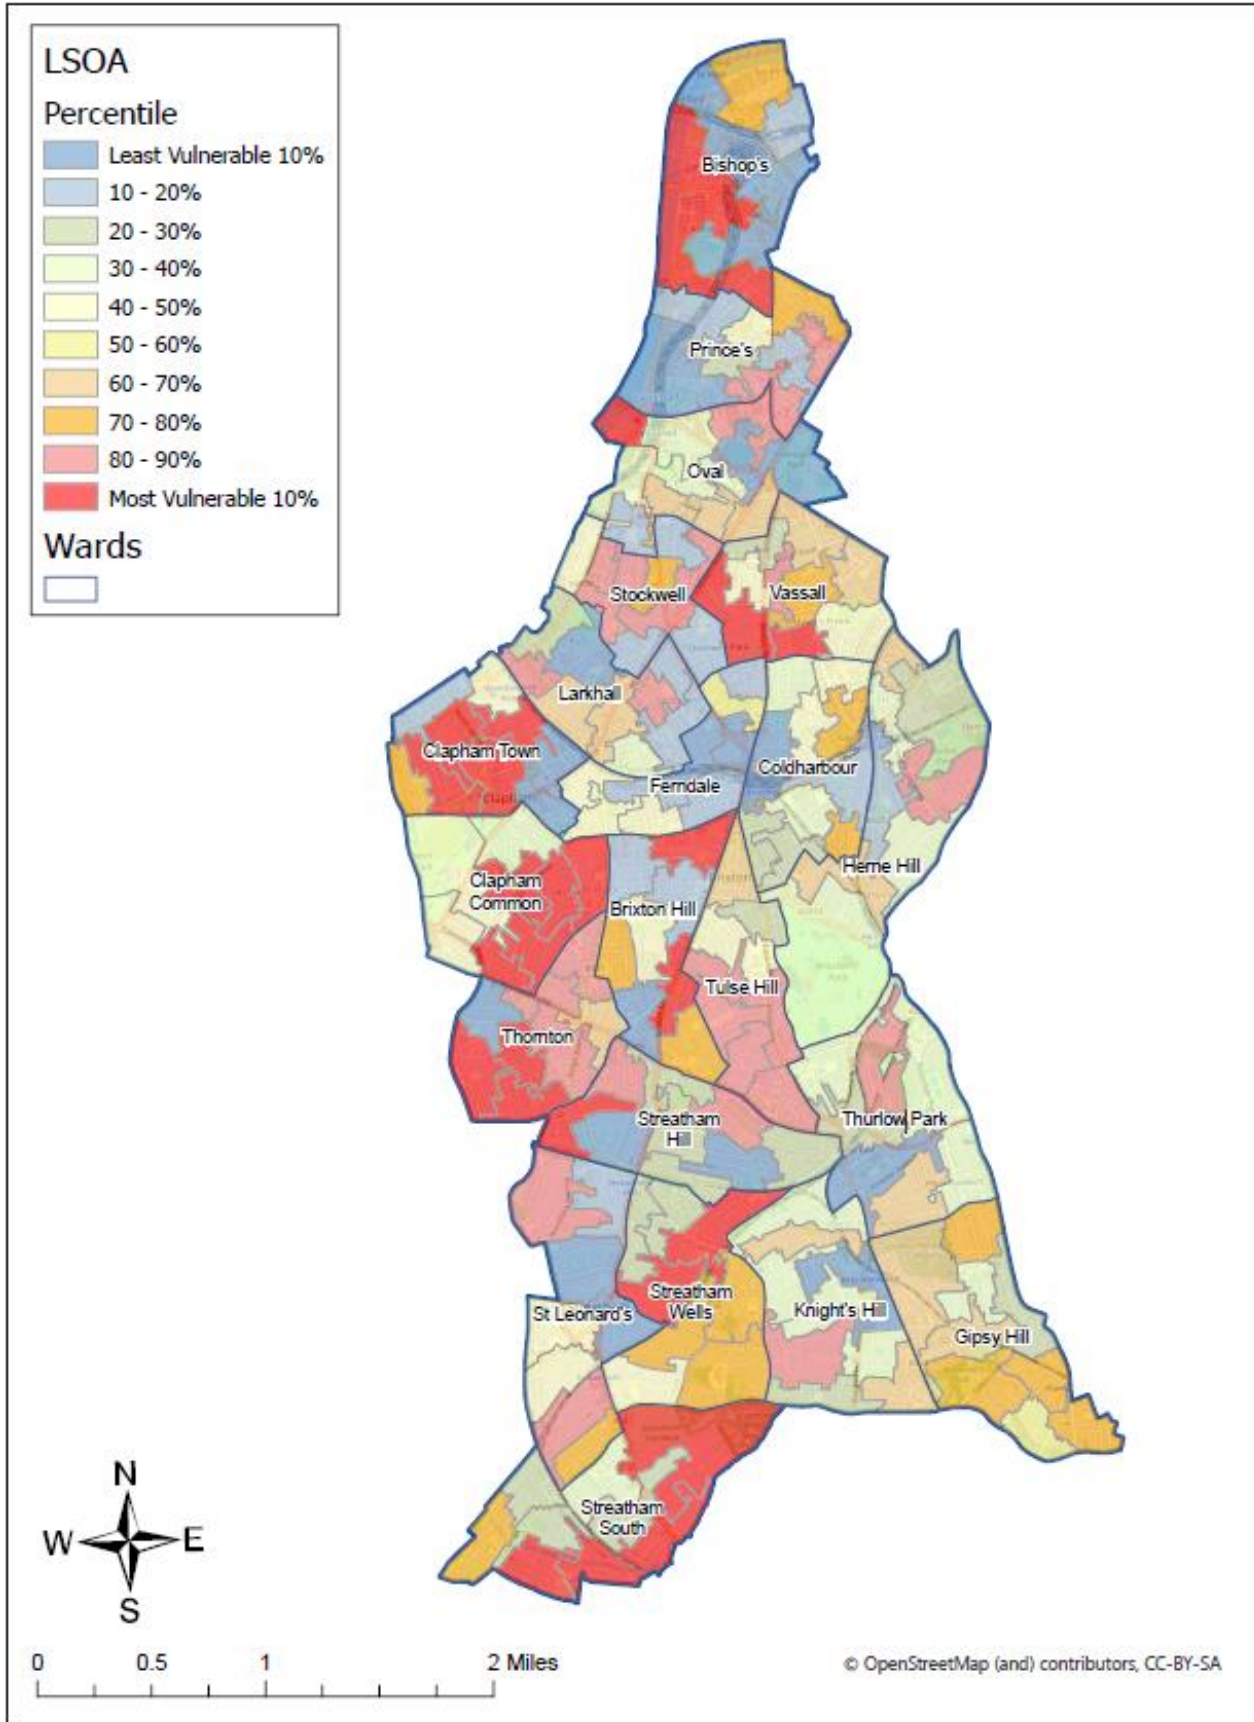 LSOA
Percentile
Least Vulnerable 10%
10 - 20%
20 - 30%
30 - 40%
40 - 50%
50 - 60%
60 - 70%
70 - 80%
80 - 90%
Most Vulnerable 10%
Wards
Bishop's
Prince's
Oval
Stockwell
Vassall
Larkhall
Clapham Town
Coldharbour
Ferndale
Herne Hill
Clapham
Common
Brixton Hill
Tulse Hill
Thornton
Streatham
Hill
Thurlow Park
Streatham
Wells
St Leonard's
Knight's Hill
Gipsy Hill
Streatham
South
N
W E
S
0 0.5 1 2 Miles
© OpenStreetMap (and) contributors, CC-BY-SA